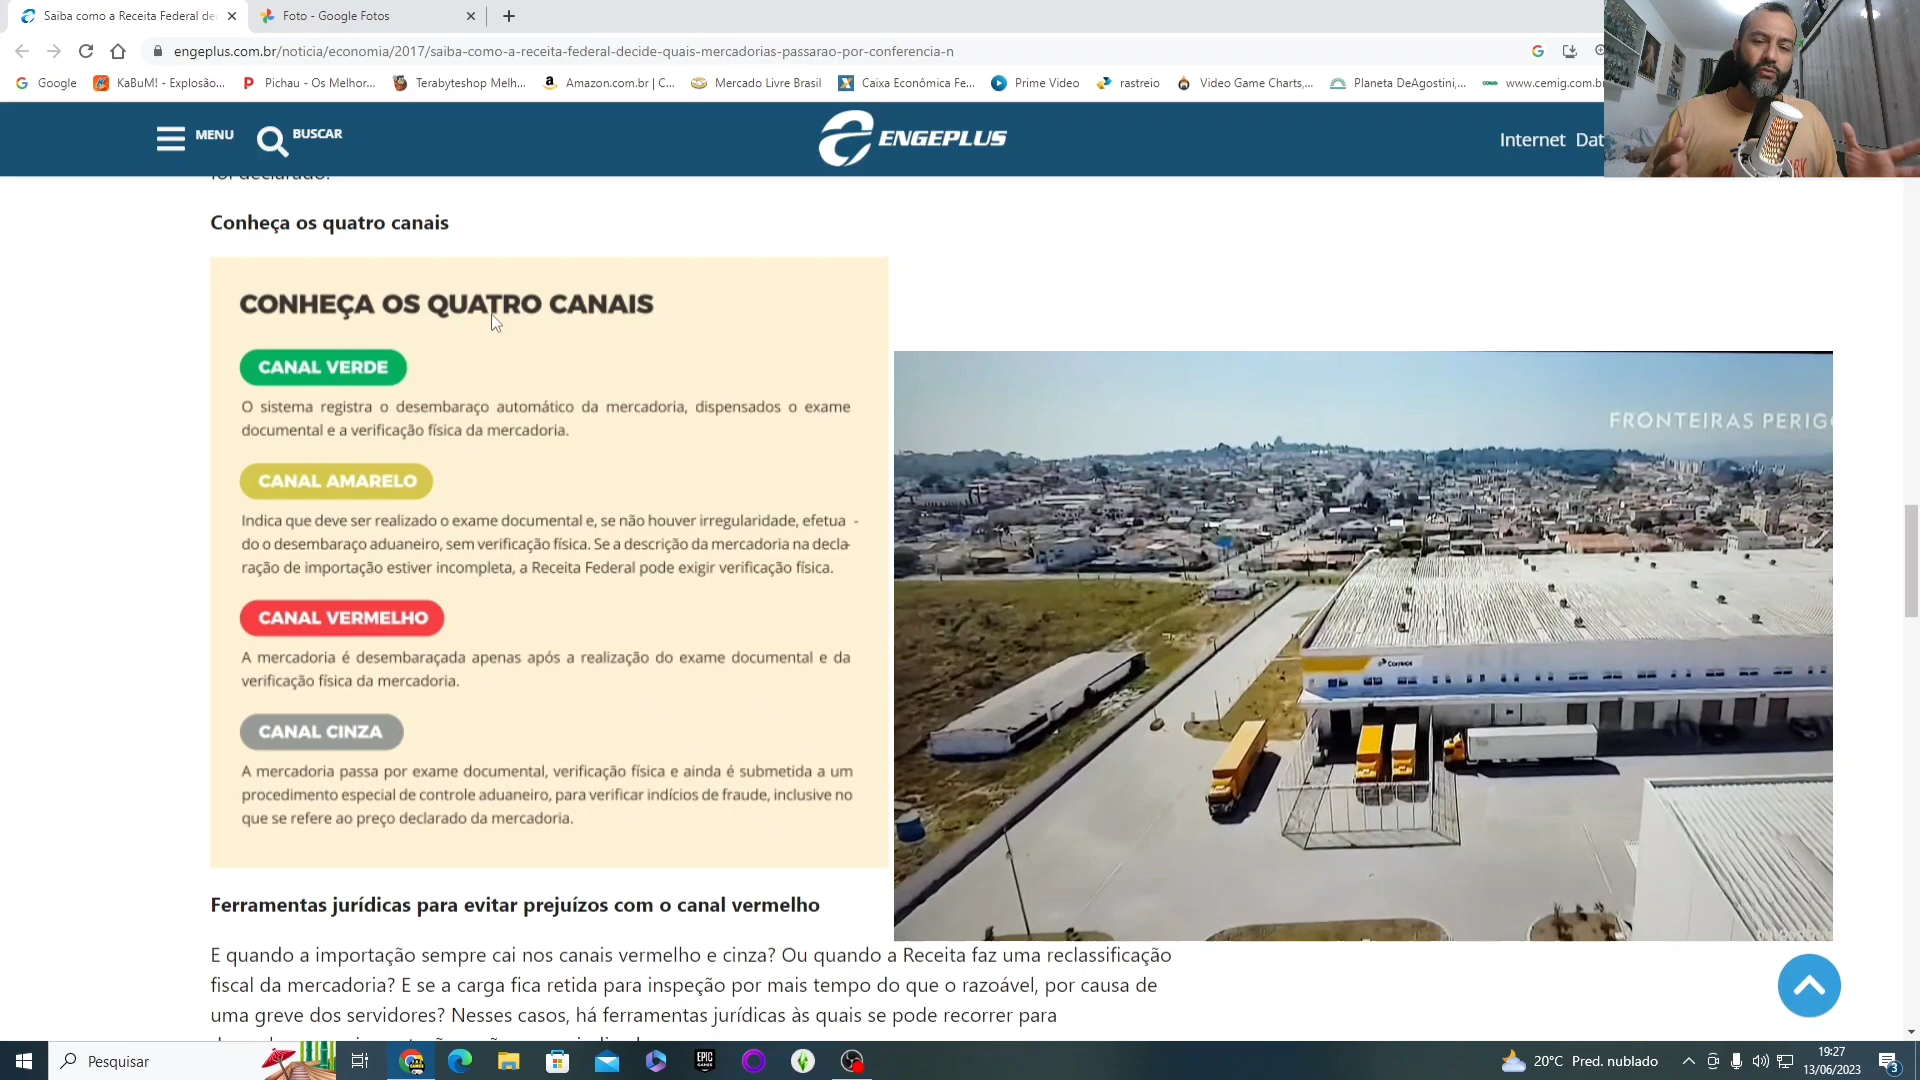 Saiba como a Receita Federal dec
Foto - Google Fotos
engeplus.com.br/noticia/economia/2017/saiba-como-a-receita-federal-decide-quais-mercadorias-passarao-por-conferencia-n
Google
KaBuM! - Explosão...
Pichau - Os Melhor...
Terabyteshop Melh...
Amazon.com.br | C...
Mercado Livre Brasil
Caixa Econômica Fe...
Prime Video
rastreio
Video Game Charts,...
Planeta DeAgostini,...
www.cemig.com.br
MENU
BUSCAR
ENGEPLUS
Internet Dat
foi declarado.
Conheça os quatro canais
CONHEÇA OS QUATRO CANAIS
CANAL VERDE
O sistema registra o desembaraço automático da mercadoria, dispensados o exame
documental e a verificação física da mercadoria.
CANAL AMARELO
Indica que deve ser realizado o exame documental e, se não houver irregularidade, efetua -
do o desembaraço aduaneiro, sem verificação física. Se a descrição da mercadoria na decla-
ração de importação estiver incompleta, a Receita Federal pode exigir verificação física.
CANAL VERMELHO
A mercadoria é desembaraçada apenas após a realização do exame documental e da
verificação física da mercadoria.
CANAL CINZA
A mercadoria passa por exame documental, verificação física e ainda é submetida a um
procedimento especial de controle aduaneiro, para verificar indícios de fraude, inclusive no
que se refere ao preço declarado da mercadoria.
FRONTEIRAS PERIG
Correios
Ferramentas jurídicas para evitar prejuízos com o canal vermelho
E quando a importação sempre cai nos canais vermelho e cinza? Ou quando a Receita faz uma reclassificação
fiscal da mercadoria? E se a carga fica retida para inspeção por mais tempo do que o razoável, por causa de
uma greve dos servidores? Nesses casos, há ferramentas jurídicas às quais se pode recorrer para
Pesquisar
EPIC GAMES
20°C Pred. nublado
19:27
13/06/2023
3